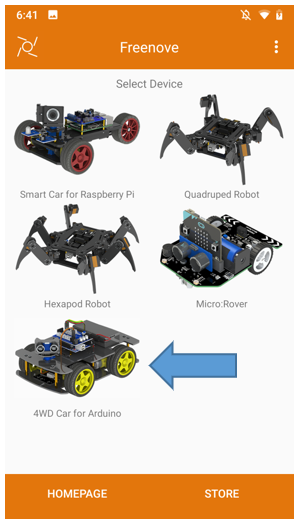 6:41
Freenove
Select Device
Smart Car for Raspberry Pi
Quadruped Robot
Hexapod Robot
Micro:Rover
4WD Car for Arduino
HOMEPAGE
STORE